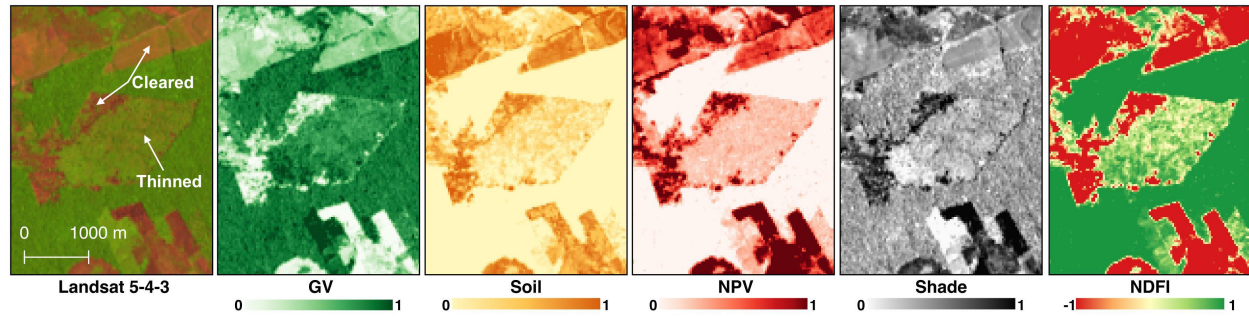 Cleared
Thinned
0 1000 m
Landsat 5-4-3 GV Soil NPV Shade NDFI
0 1 0 1 0 1 0 1 -1 1